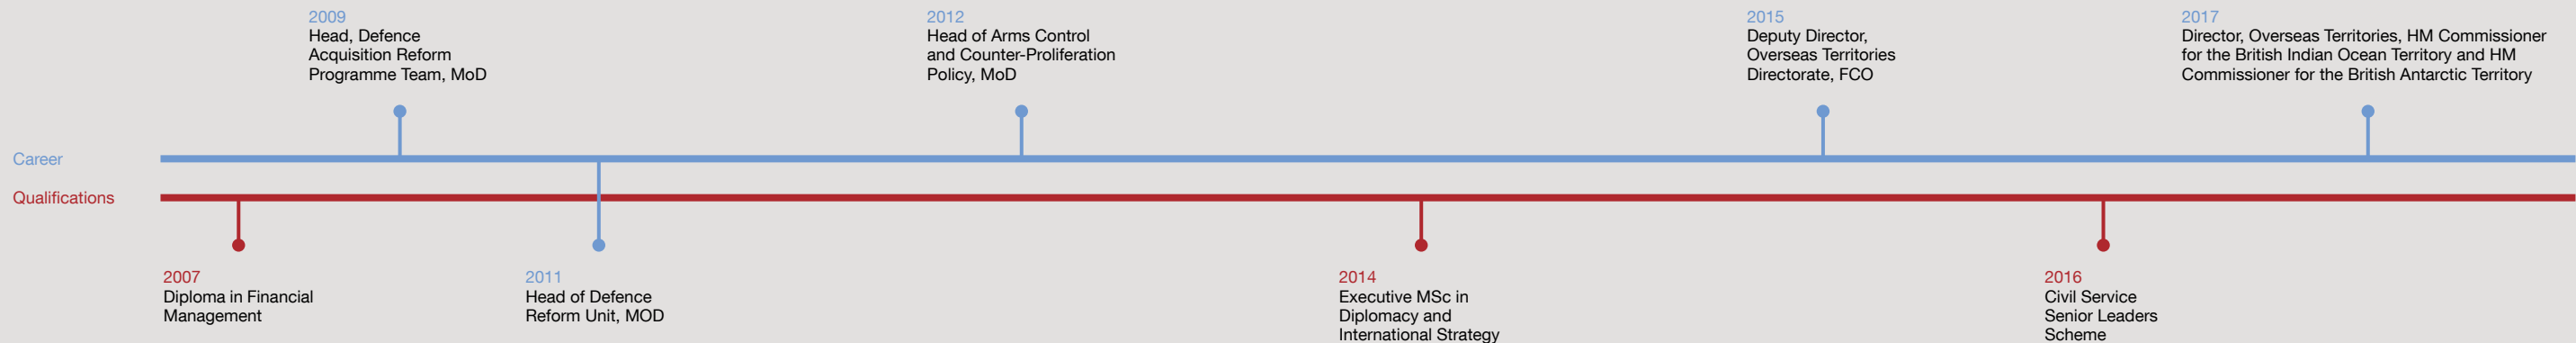 2009
Head, Defence
Acquisition Reform
Programme Team, MoD
2012
Head of Arms Control
and Counter-Proliferation
Policy, MoD
2015
Deputy Director,
Overseas Territories
Directorate, FCO
2017
Director, Overseas Territories, HM Commissioner
for the British Indian Ocean Territory and HM
Commissioner for the British Antarctic Territory
Career
Qualifications
2007
Diploma in Financial
Management
2011
Head of Defence
Reform Unit, MOD
2014
Executive MSc in
Diplomacy and
International Strategy
2016
Civil Service
Senior Leaders
Scheme